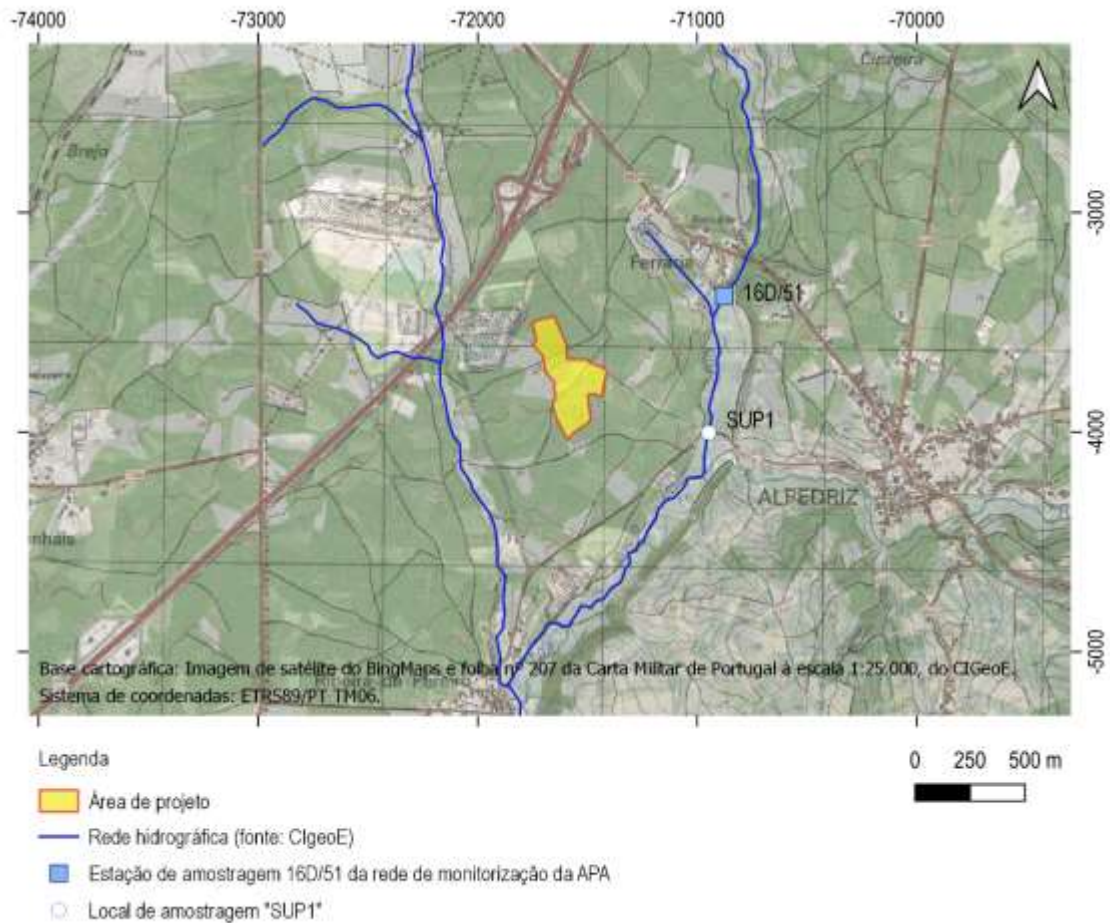 -74000 -73000 -72000 -71000 -70000
Cintreira
Breja
-3000
Ferraria
16D/51
-4000
SUP1
ALPEDRIZ
-5000
Base cartográfica: Imagem de satélite do BingMaps e folha nº 207 da Carta Militar de Portugal à escala 1:25.000, do CIGeoE.
Sistema de coordenadas: ETRS89/PT TM06.
Legenda
0 250 500 m
Área de projeto
Rede hidrográfica (fonte: CIgeoE)
Estação de amostragem 16D/51 da rede de monitorização da APA
Local de amostragem "SUP1"